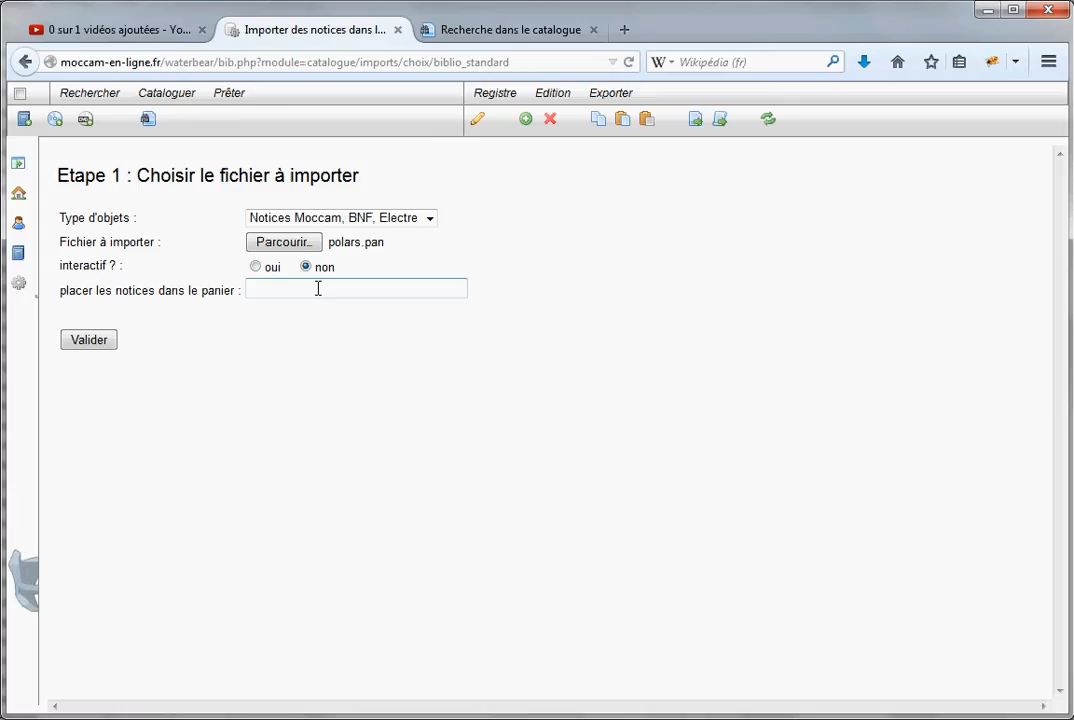 0 sur 1 vidéos ajoutées - Yo...
Importer des notices dans l...
Recherche dans le catalogue
moccam-en-ligne.fr/waterbear/bib.php?module=catalogue/imports/choix/biblio_standard
W Wikipédia (fr)
Rechercher Cataloguer Prêter Registre Edition Exporter
Etape 1 : Choisir le fichier à importer
Type d'objets : Notices Moccam, BNF, Electre
Fichier à importer : Parcourir... polars.pan
interactif ? : oui non
placer les notices dans le panier :
Valider